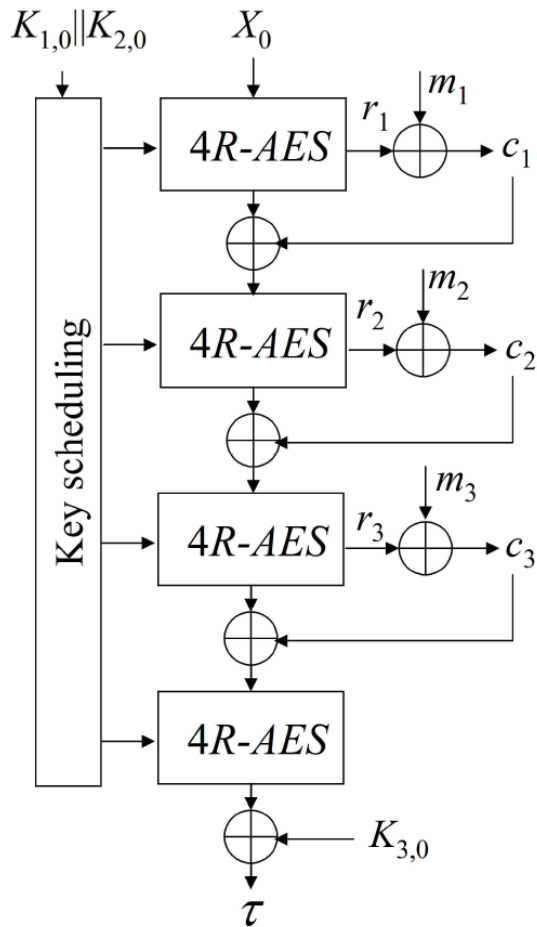 K1,0||K2,0 X0
m1
4R-AES r1 c1
m2
4R-AES r2 c2
Key scheduling
m3
4R-AES r3 c3
4R-AES
K3,0
τ